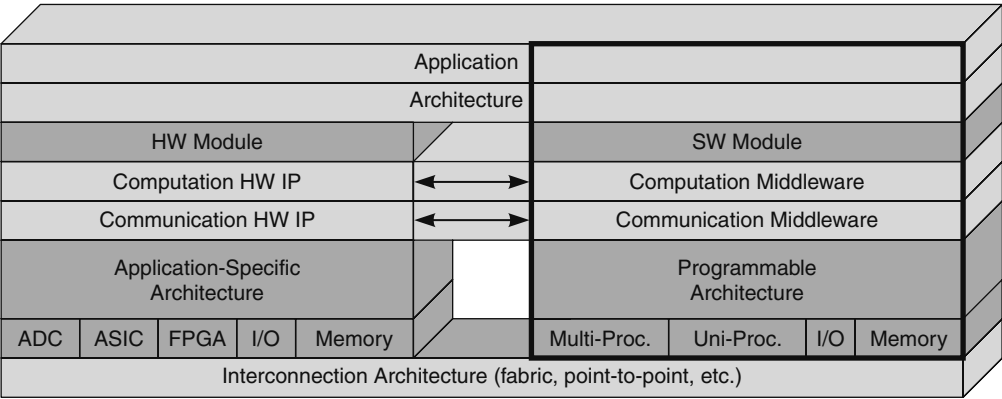 Application
Architecture
HW Module
SW Module
Computation HW IP
Computation Middleware
Communication HW IP
Communication Middleware
Application-Specific
Architecture
Programmable
Architecture
ADC ASIC FPGA I/O Memory
Multi-Proc. Uni-Proc. I/O Memory
Interconnection Architecture (fabric, point-to-point, etc.)